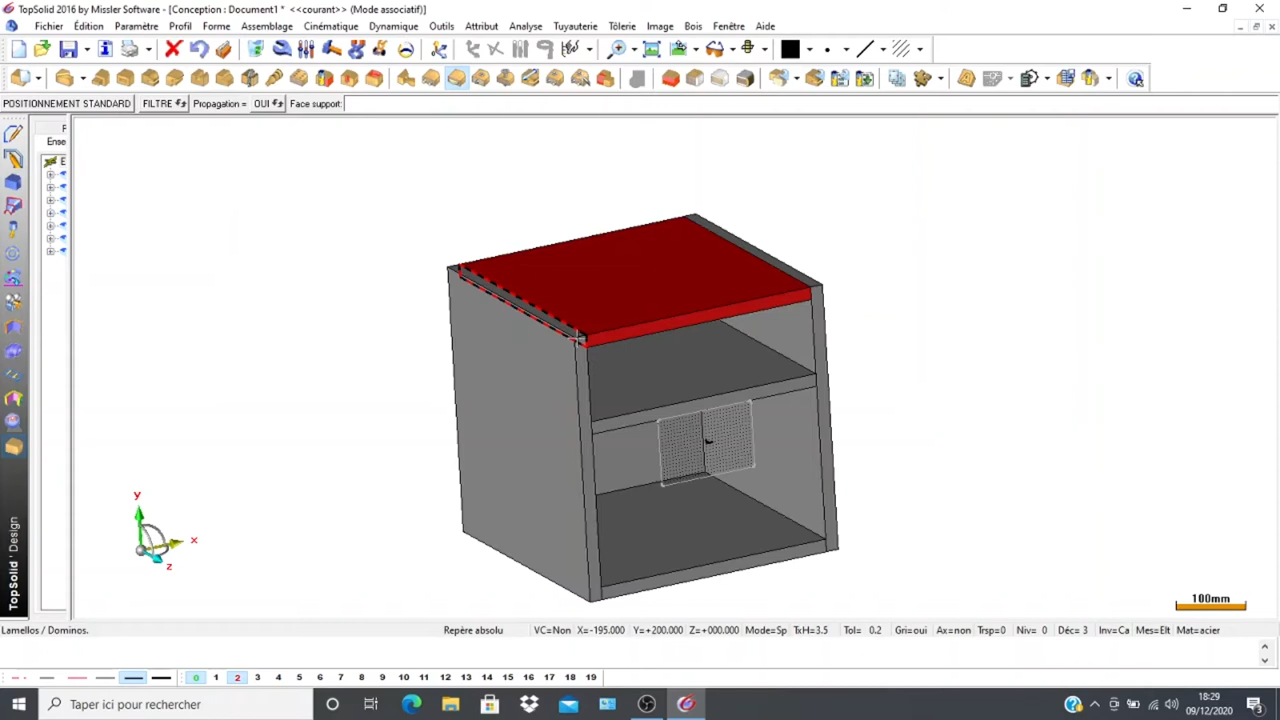 TopSolid 2016 by Missler Software - [Conception : Document1 * <<courant>> (Mode associatif)]
Fichier Édition Paramètre Profil Forme Assemblage Cinématique Dynamique Outils Attribut Analyse Tuyauterie Tôlerie Image Bois Fenêtre Aide
POSITIONNEMENT STANDARD FILTRE Propagation = OUI Face support:
Ense
E
y
x
z
TopSolid'Design
100mm
Lamellos / Dominos. Repère absolu VC=Non X=-195.000 Y=+200.000 Z=+000.000 Mode=Sp TxH=3.5 Tol= 0.2 Gri=oui Ax=non Trsp=0 Niv= 0 Déc= 3 Inv=Ca Mes=Elt Mat=acier
0 1 2 3 4 5 6 7 8 9 10 11 12 13 14 15 16 17 18 19
Taper ici pour rechercher
18:29
09/12/2020
3